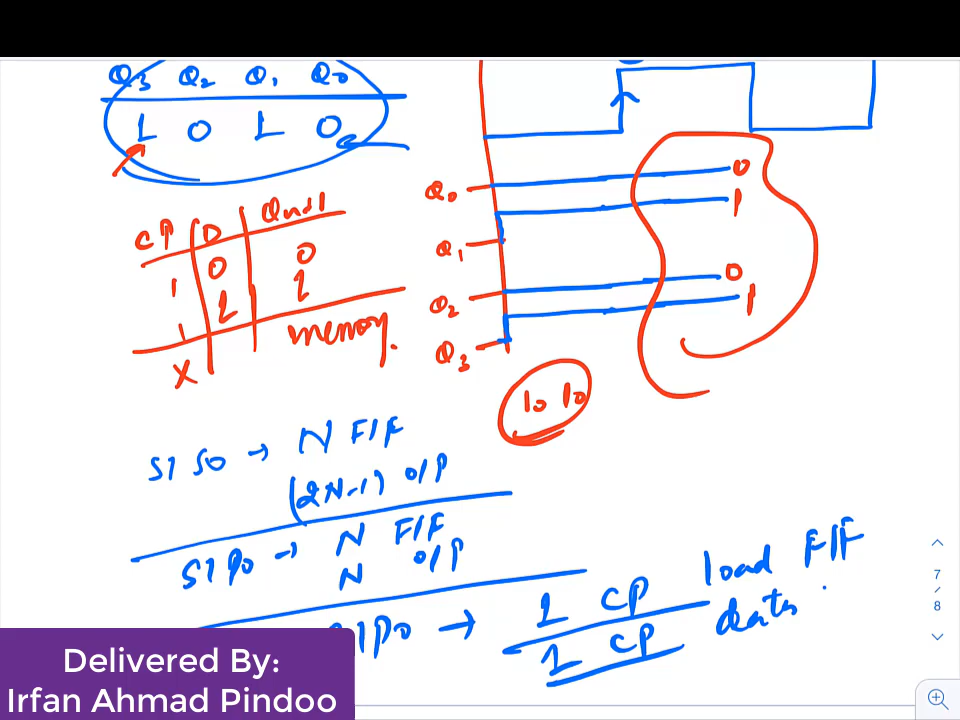 Q3 Q2 Q1 Q0
1 0 1 0
CP D Qn+1
1 0 0
1 1 1
X memory.
Q0 0
1
Q1
Q2 0
1
Q3
1010
SISO → N F/F
(2N-1) O/P
SIPO → N F/F
N O/P
PIPO → 1 CP load F/F
1 CP data
7
/
8
Delivered By:
Irfan Ahmad Pindoo